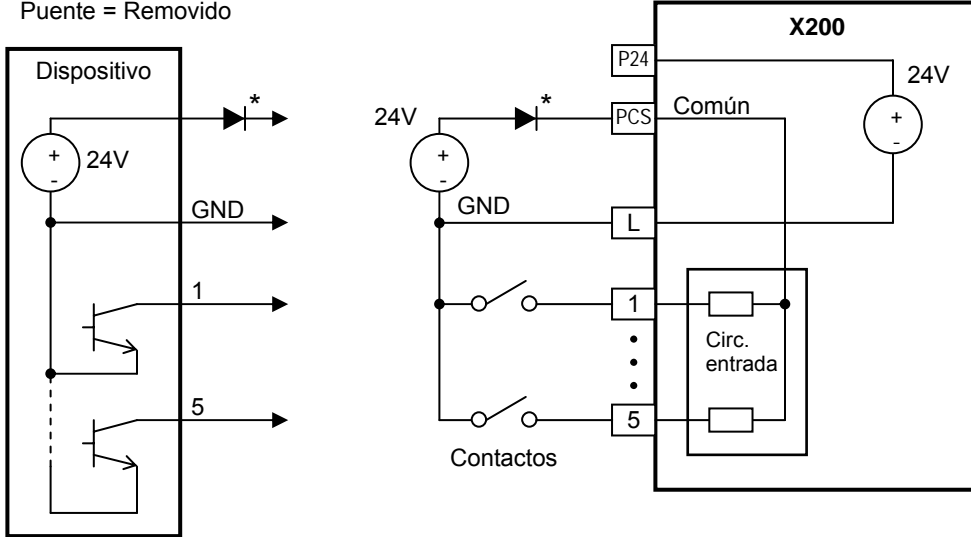 Puente = Removido
Dispositivo
*
+
-
24V
GND
1
5
24V
*
+
-
GND
Contactos
X200
P24
PCS
Común
L
1
5
24V
+
-
Circ.
entrada